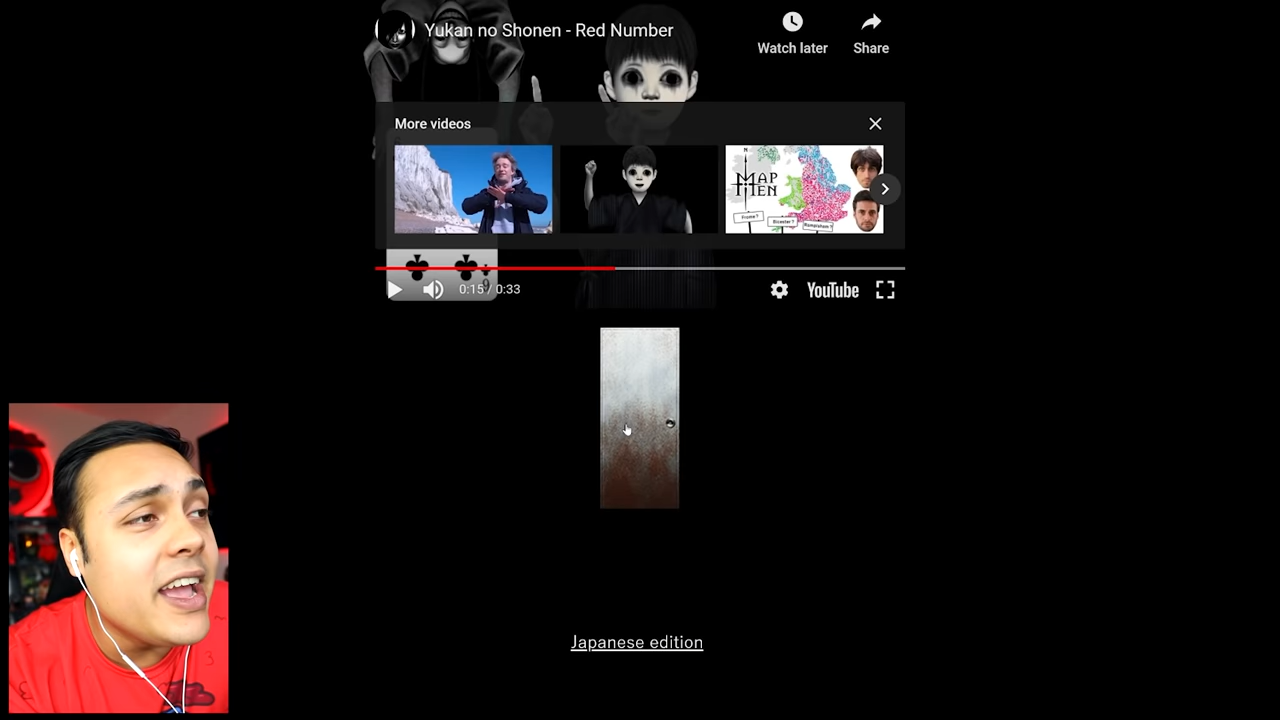 Yukan no Shonen - Red Number
Watch later
Share
More videos
MAP
MEN
0:15 / 0:33
YouTube
Japanese edition